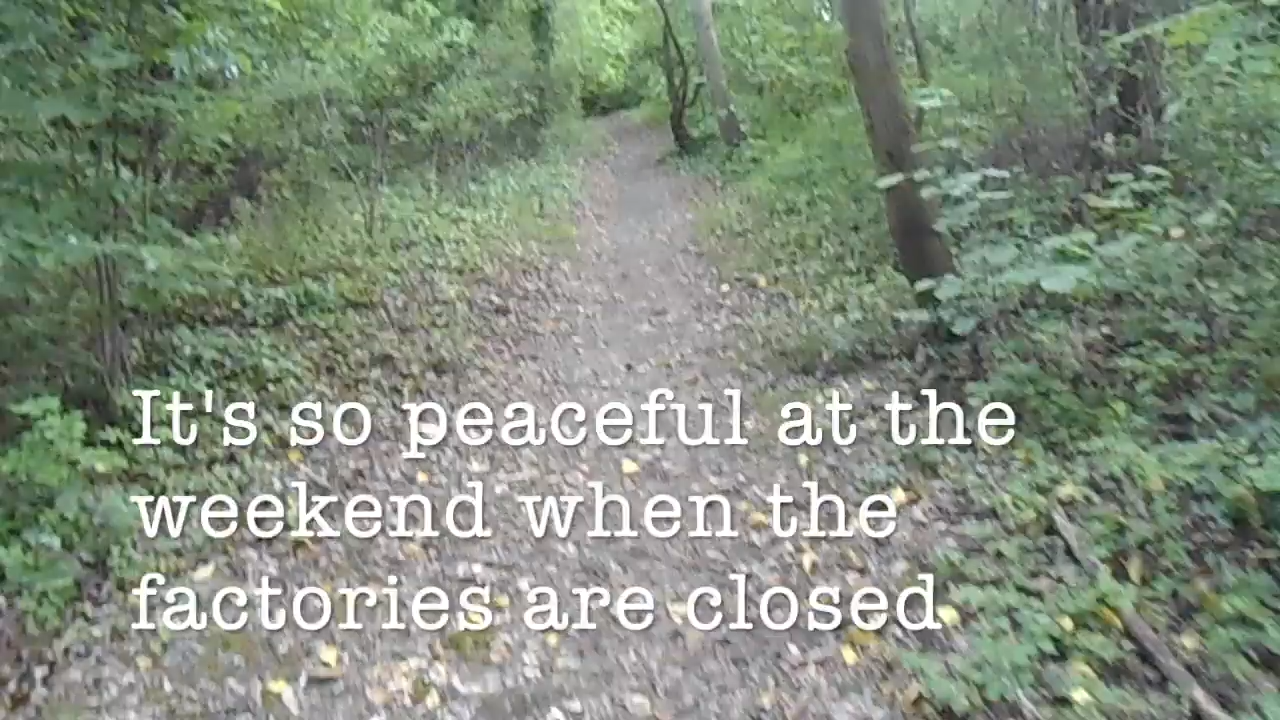 It's so peaceful at the
weekend when the
factories are closed